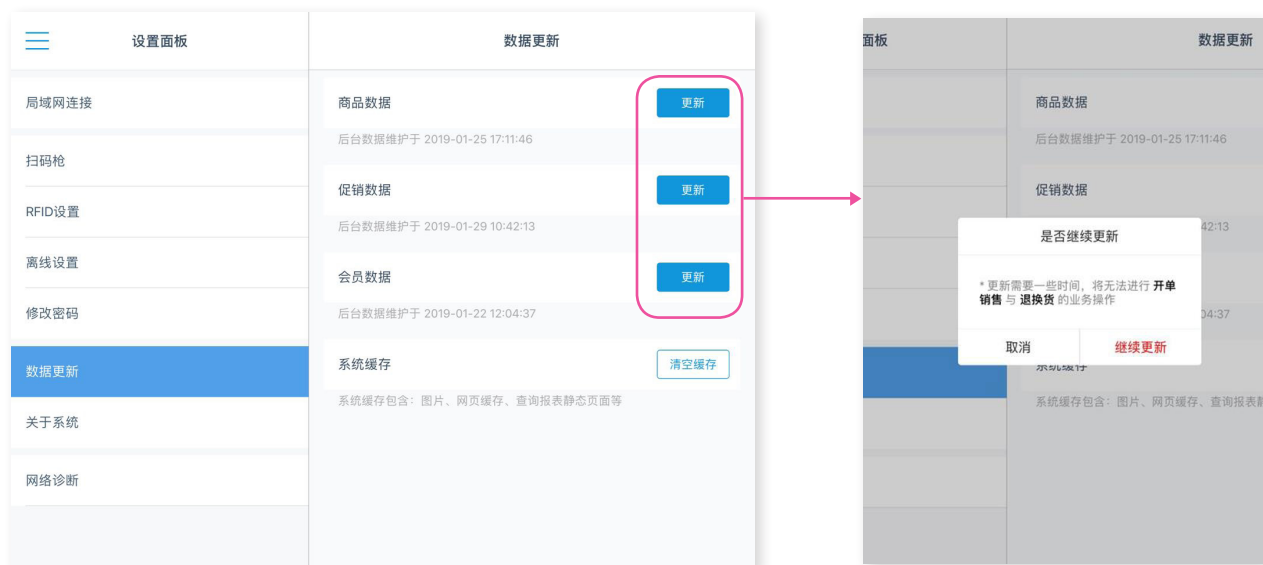 设置面板
数据更新
局域网连接
扫码枪
RFID设置
离线设置
修改密码
数据更新
关于系统
网络诊断
商品数据
更新
后台数据维护于 2019-01-25 17:11:46
促销数据
更新
后台数据维护于 2019-01-29 10:42:13
会员数据
更新
后台数据维护于 2019-01-22 12:04:37
系统缓存
清空缓存
系统缓存包含：图片、网页缓存、查询报表静态页面等
面板
数据更新
商品数据
后台数据维护于 2019-01-25 17:11:46
促销数据
42:13
是否继续更新
* 更新需要一些时间，将无法进行 开单
销售 与 退换货 的业务操作
04:37
取消
继续更新
系统缓存
系统缓存包含：图片、网页缓存、查询报表